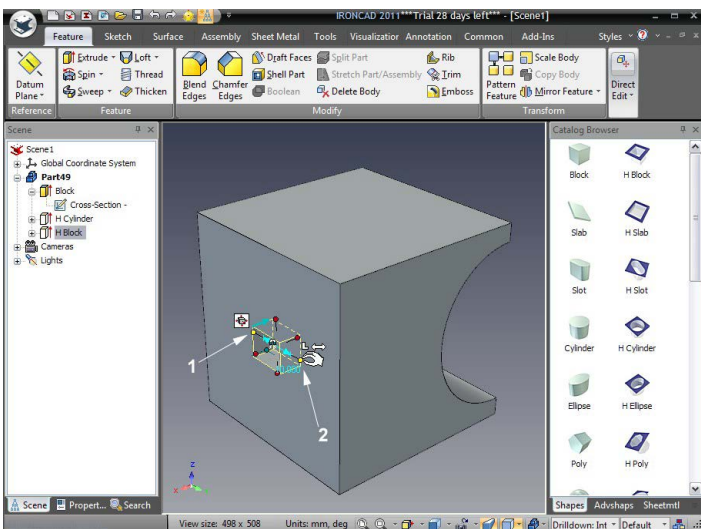 IRONCAD 2011***Trial 28 days left*** - [Scene1]
Feature Sketch Surface Assembly Sheet Metal Tools Visualization Annotation Common Add-Ins Styles
Datum Plane
Extrude Loft
Spin Thread
Sweep Thicken
Blend Edges
Chamfer Edges
Draft Faces Split Part Rib
Shell Part Stretch Part/Assembly Trim
Boolean Delete Body Emboss
Pattern Feature
Scale Body
Copy Body
Mirror Feature
Direct Edit
Reference Feature Modify Transform
Scene
Scene1
Global Coordinate System
Part49
Block
Cross-Section -
H Cylinder
H Block
Cameras
Lights
1
2
L
z
x
Catalog Browser
Block H Block
Slab H Slab
Slot H Slot
Cylinder H Cylinder
Ellipse H Ellipse
Poly H Poly
Scene Propert... Search
Shapes Advshaps Sheetmtl
View size: 498 x 508 Units: mm, deg Drilldown: Int Default